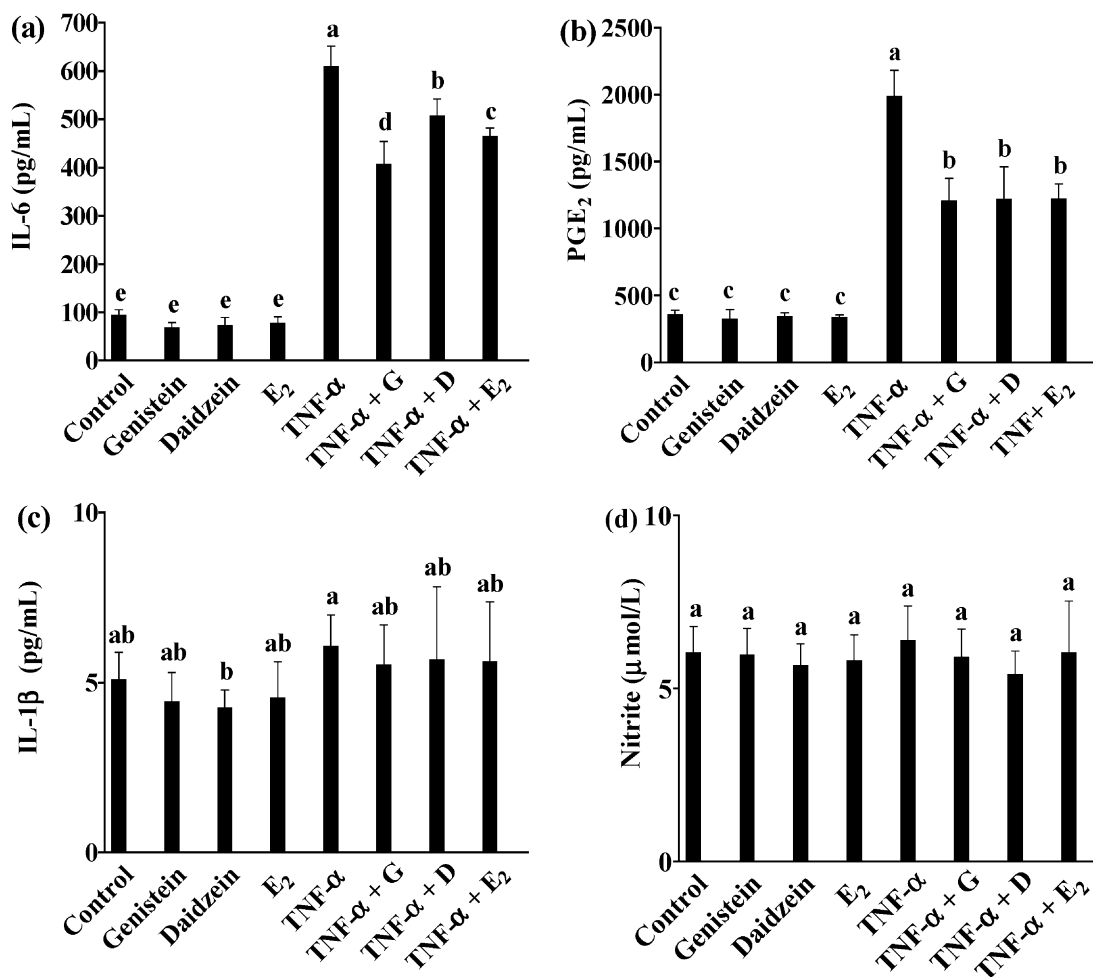 (a)
IL-6 (pg/mL)
700
600
500
400
300
200
100
0
e
e
e
e
a
d
b
c
Control
Genistein
Daidzein
E₂
TNF-α
TNF-α + G
TNF-α + D
TNF-α + E₂
(b)
PGE₂ (pg/mL)
2500
2000
1500
1000
500
0
c
c
c
c
a
b
b
b
Control
Genistein
Daidzein
E₂
TNF-α
TNF-α + G
TNF-α + D
TNF+ E₂
(c)
IL-1β (pg/mL)
10
5
0
ab
ab
b
ab
a
ab
ab
ab
Control
Genistein
Daidzein
E₂
TNF-α
TNF-α + G
TNF-α + D
TNF-α + E₂
(d)
Nitrite (μ mol/L)
10
5
0
a
a
a
a
a
a
a
a
Control
Genistein
Daidzein
E₂
TNF-α
TNF-α + G
TNF-α + D
TNF-α + E₂